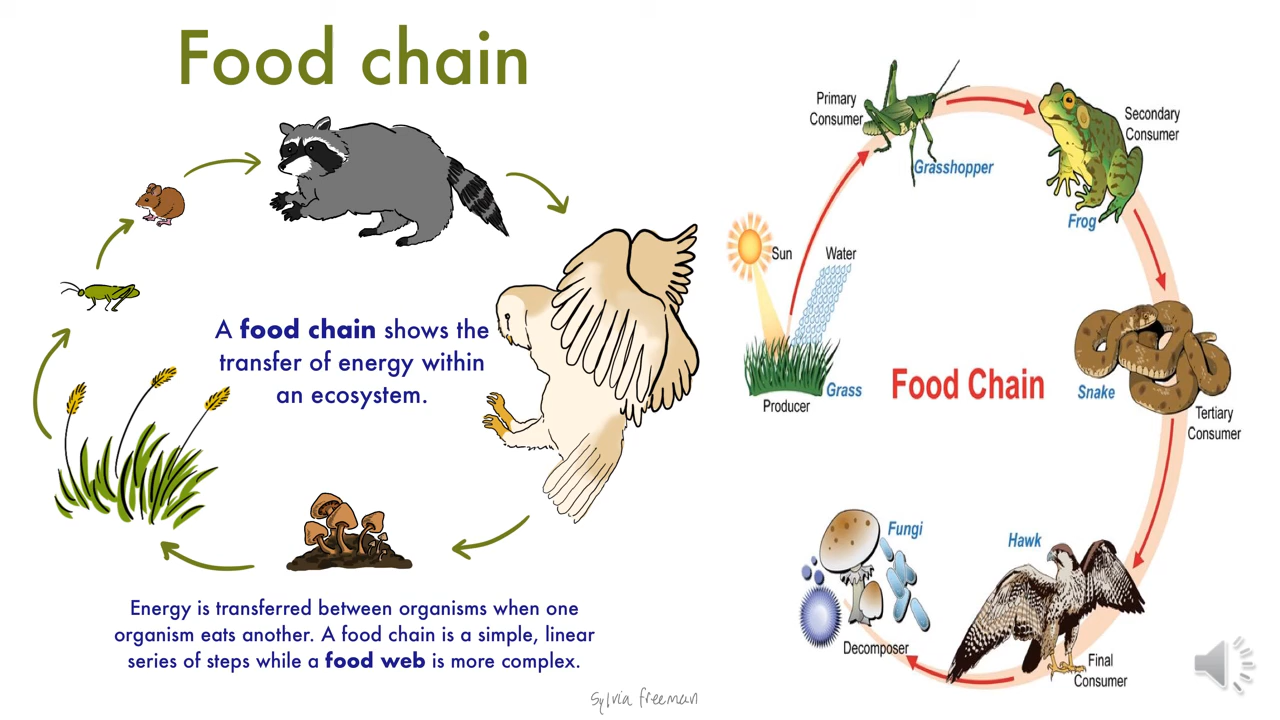 Food chain
A food chain shows the
transfer of energy within
an ecosystem.
Energy is transferred between organisms when one
organism eats another. A food chain is a simple, linear
series of steps while a food web is more complex.
Sylvia Freeman
Primary
Consumer
Grasshopper
Secondary
Consumer
Frog
Sun
Water
Grass
Producer
Food Chain
Snake
Tertiary
Consumer
Fungi
Hawk
Decomposer
Final
Consumer